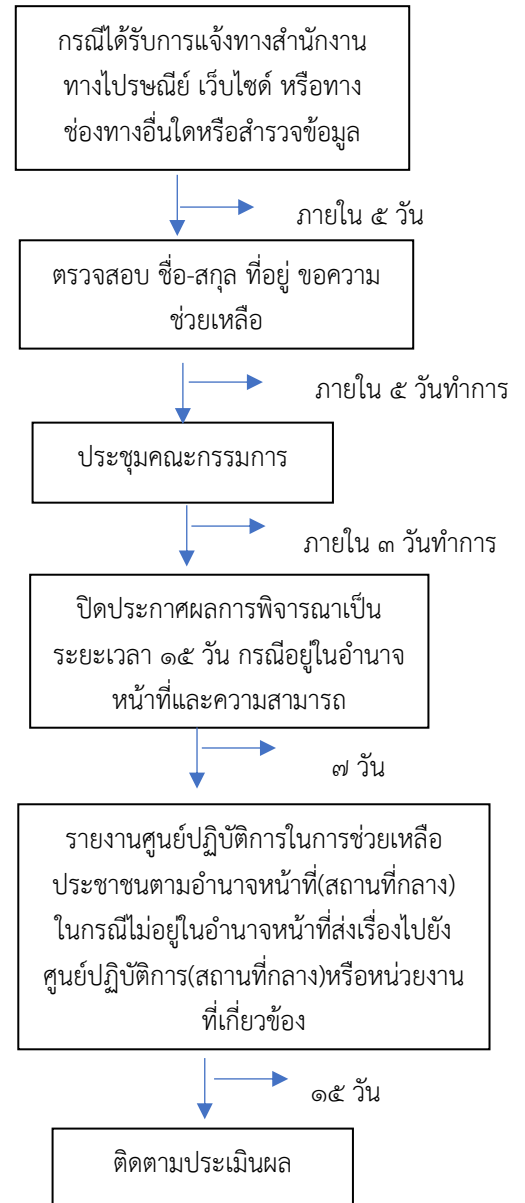 กรณีได้รับการแจ้งทางสำนักงาน
ทางไปรษณีย์ เว็บไซด์ หรือทาง
ช่องทางอื่นใดหรือสำรวจข้อมูล
ภายใน ๕ วัน
ตรวจสอบ ชื่อ-สกุล ที่อยู่ ขอความ
ช่วยเหลือ
ภายใน ๕ วันทำการ
ประชุมคณะกรรมการ
ภายใน ๓ วันทำการ
ปิดประกาศผลการพิจารณาเป็น
ระยะเวลา ๑๕ วัน กรณีอยู่ในอำนาจ
หน้าที่และความสามารถ
๗ วัน
รายงานศูนย์ปฏิบัติการในการช่วยเหลือ
ประชาชนตามอำนาจหน้าที่(สถานที่กลาง)
ในกรณีไม่อยู่ในอำนาจหน้าที่ส่งเรื่องไปยัง
ศูนย์ปฏิบัติการ(สถานที่กลาง)หรือหน่วยงาน
ที่เกี่ยวข้อง
๑๕ วัน
ติดตามประเมินผล